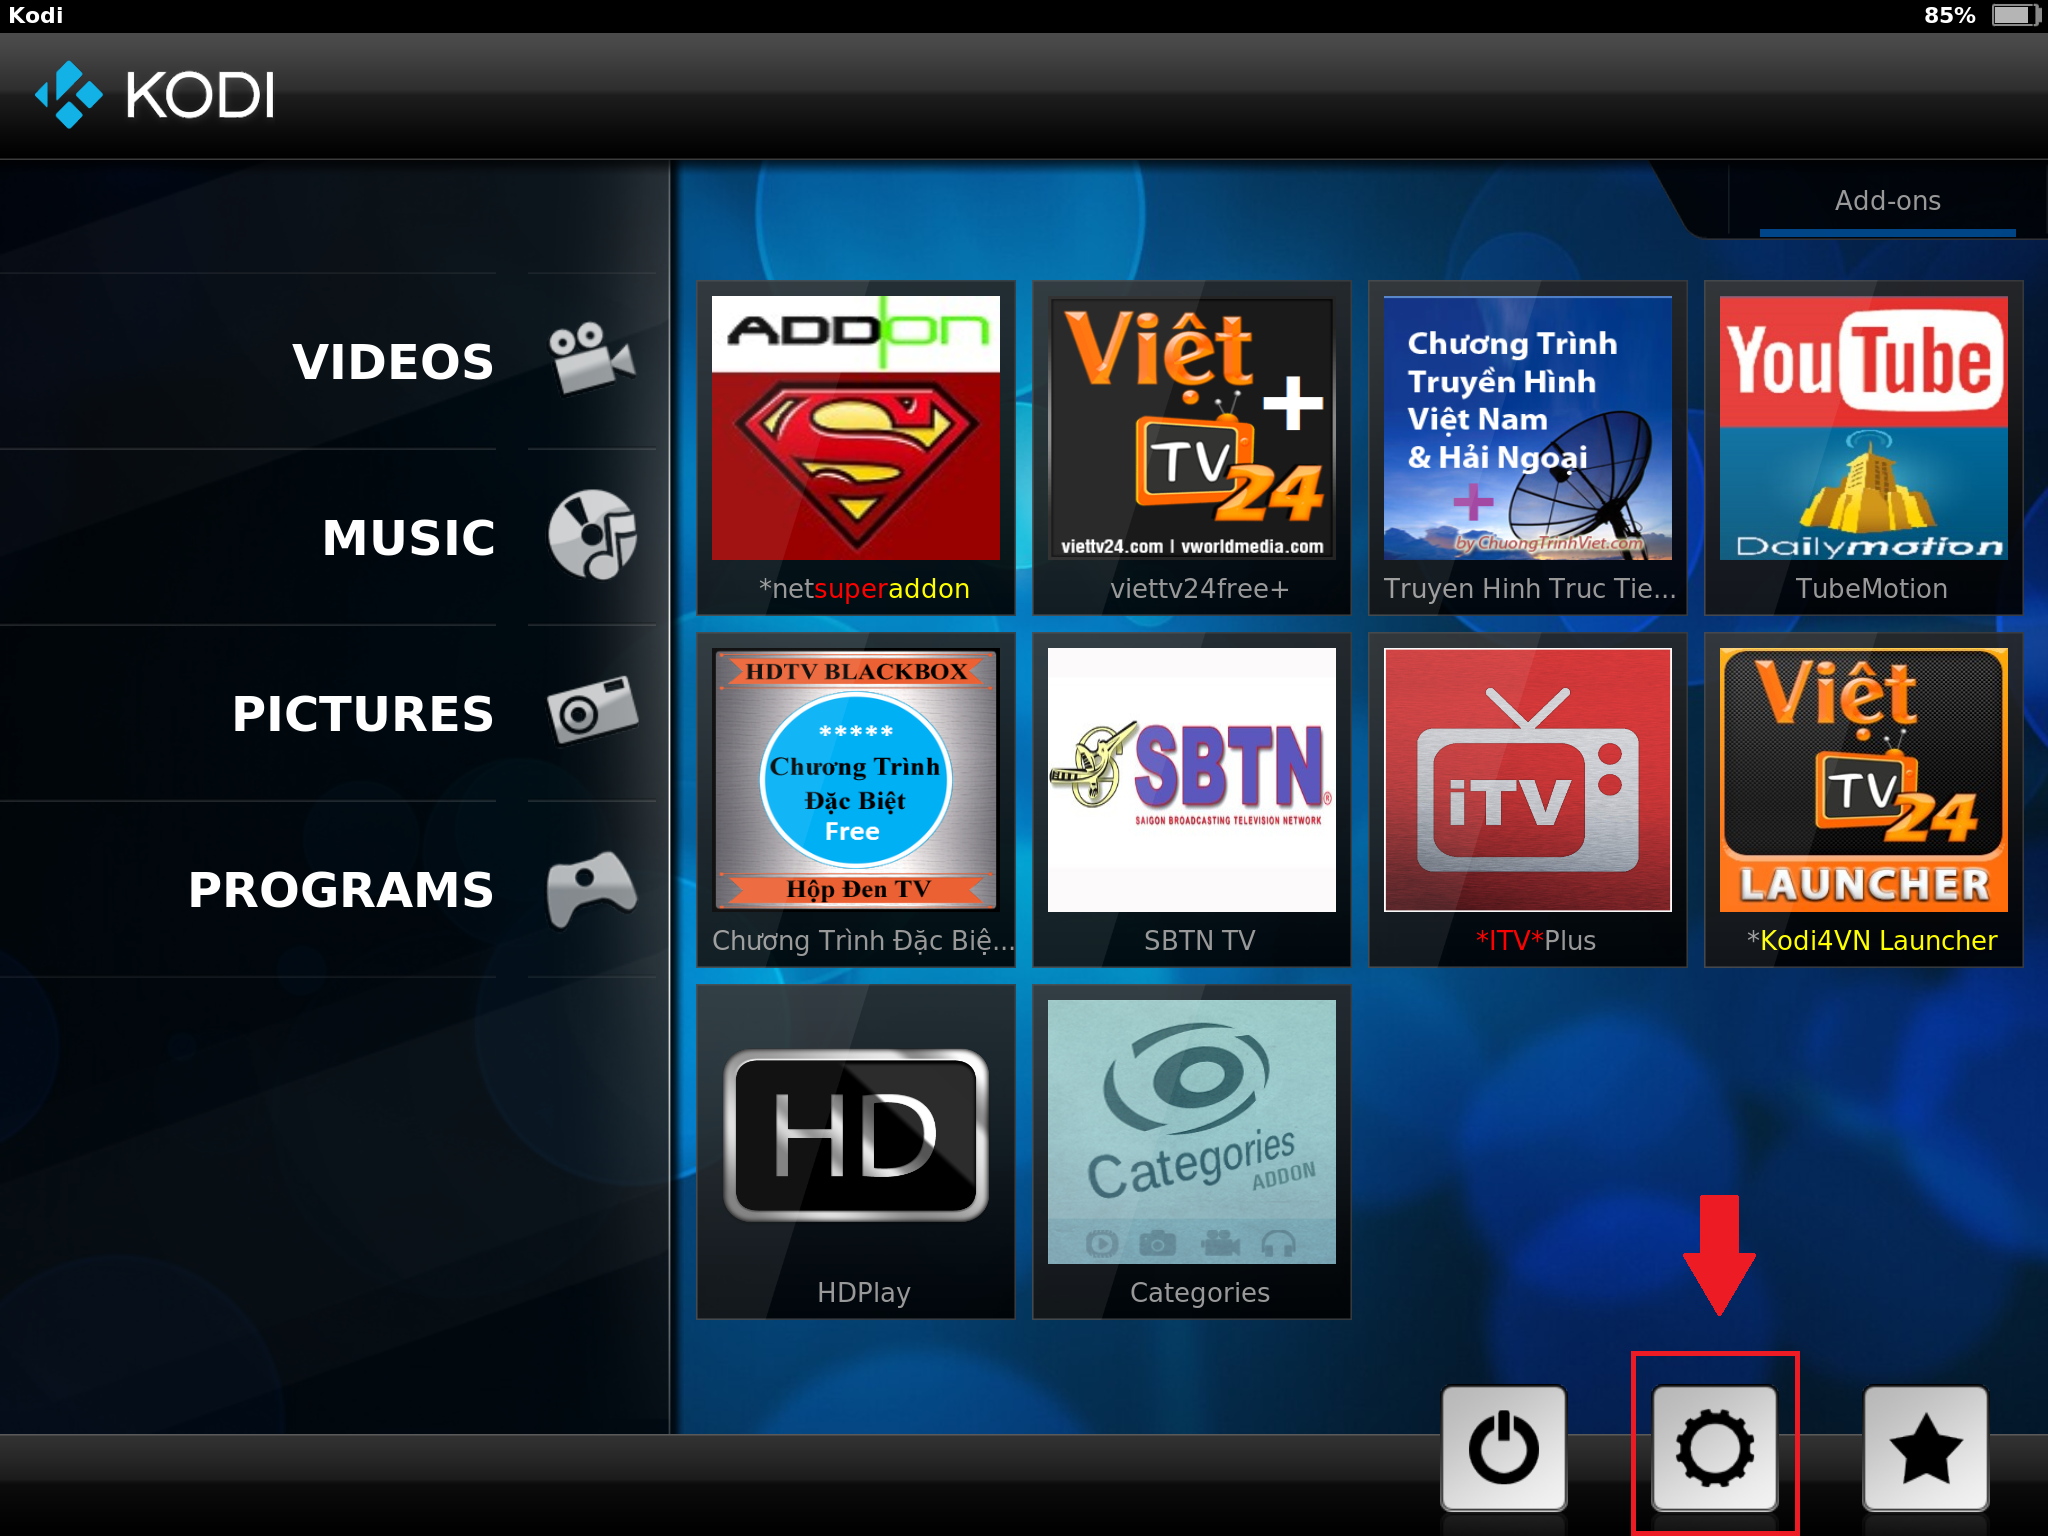 Kodi
85%
KODI
Add-ons
VIDEOS
MUSIC
PICTURES
PROGRAMS
ADDON
*netsuperaddon
Việt
+
TV
24
viettv24.com | vworldmedia.com
viettv24free+
Chương Trình
Truyền Hình
Việt Nam
& Hải Ngoại
+
by ChuongTrinhViet.com
Truyen Hinh Truc Tie...
YouTube
Dailymotion
TubeMotion
HDTV BLACKBOX
*****
Chương Trình
Đặc Biệt
Free
Hộp Đen TV
Chương Trình Đặc Biệ...
SBTN®
SAIGON BROADCASTING TELEVISION NETWORK
SBTN TV
iTV
*ITV*Plus
Việt
TV
24
LAUNCHER
*Kodi4VN Launcher
HD
HDPlay
Categories
ADDON
Categories